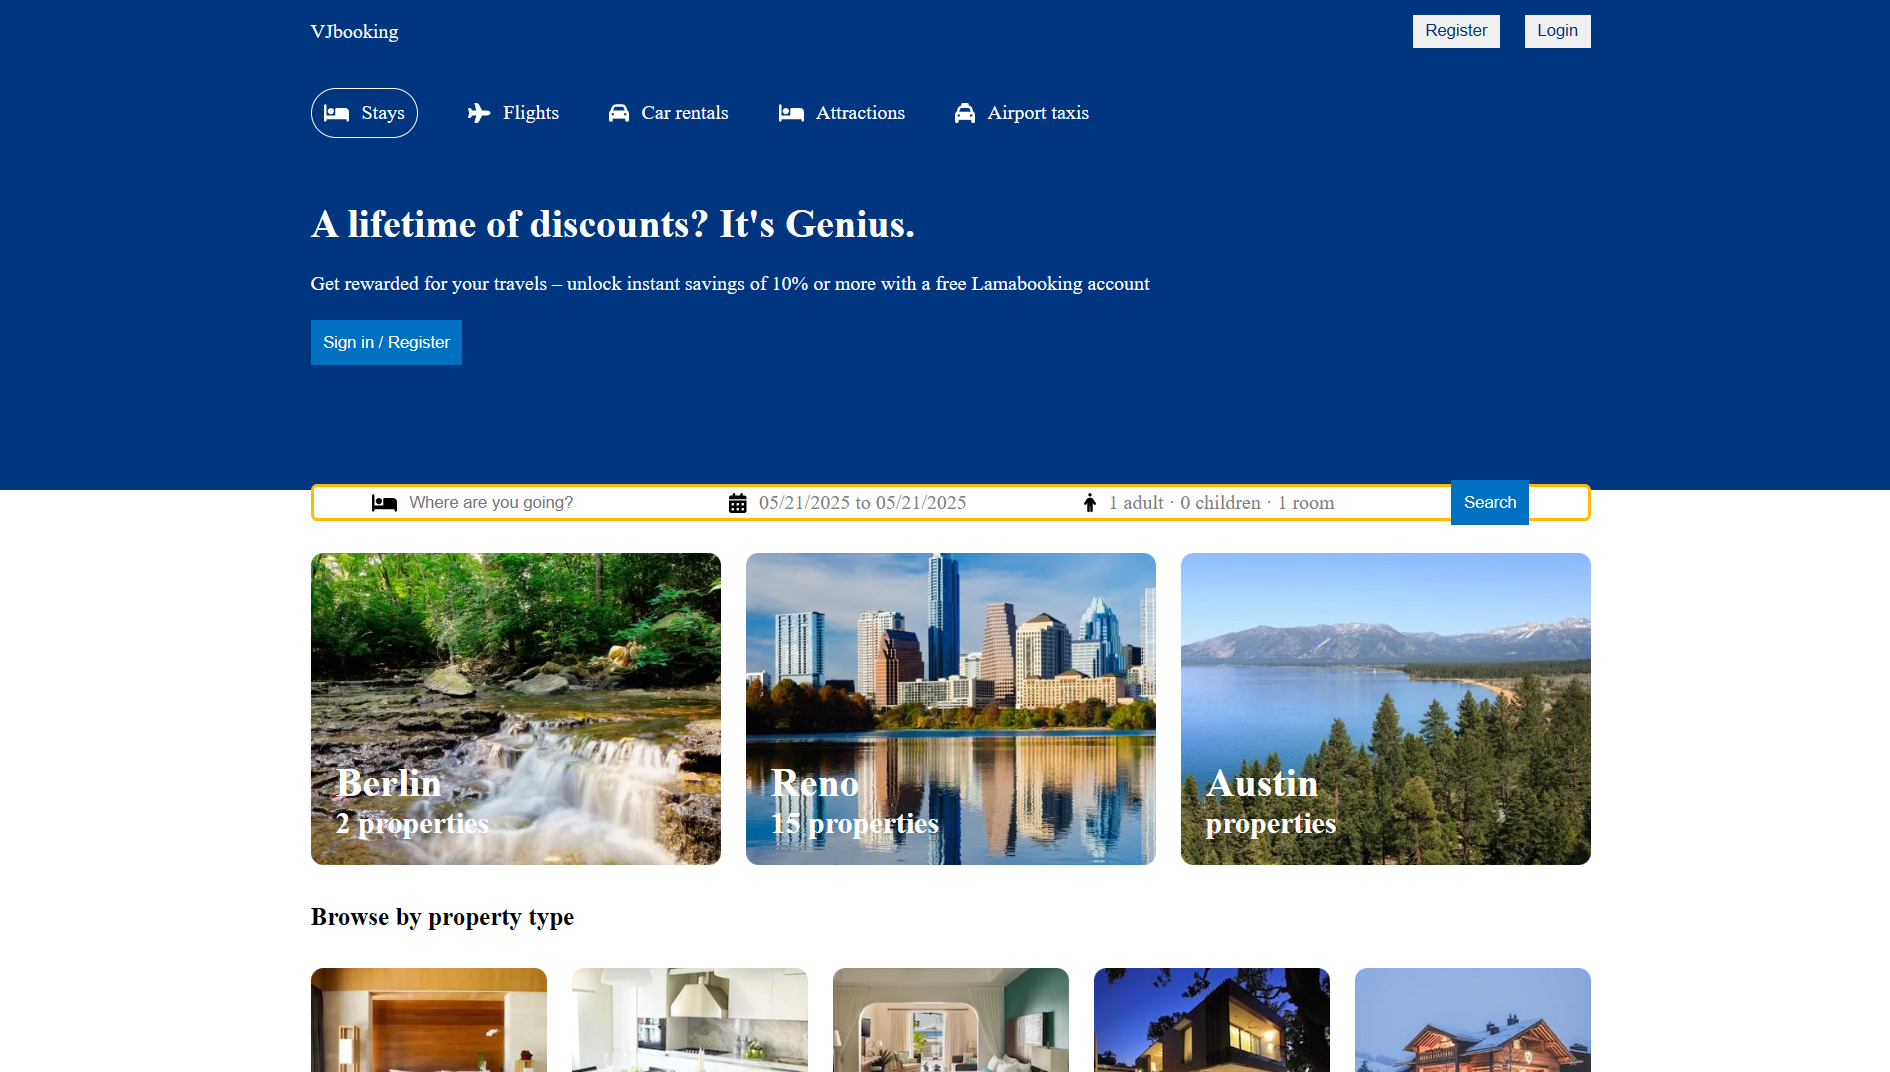 VJbooking
Register
Login
Stays
Flights
Car rentals
Attractions
Airport taxis
A lifetime of discounts? It's Genius.
Get rewarded for your travels – unlock instant savings of 10% or more with a free Lamabooking account
Sign in / Register
Where are you going?
05/21/2025 to 05/21/2025
1 adult · 0 children · 1 room
Search
Berlin
2 properties
Reno
15 properties
Austin
properties
Browse by property type